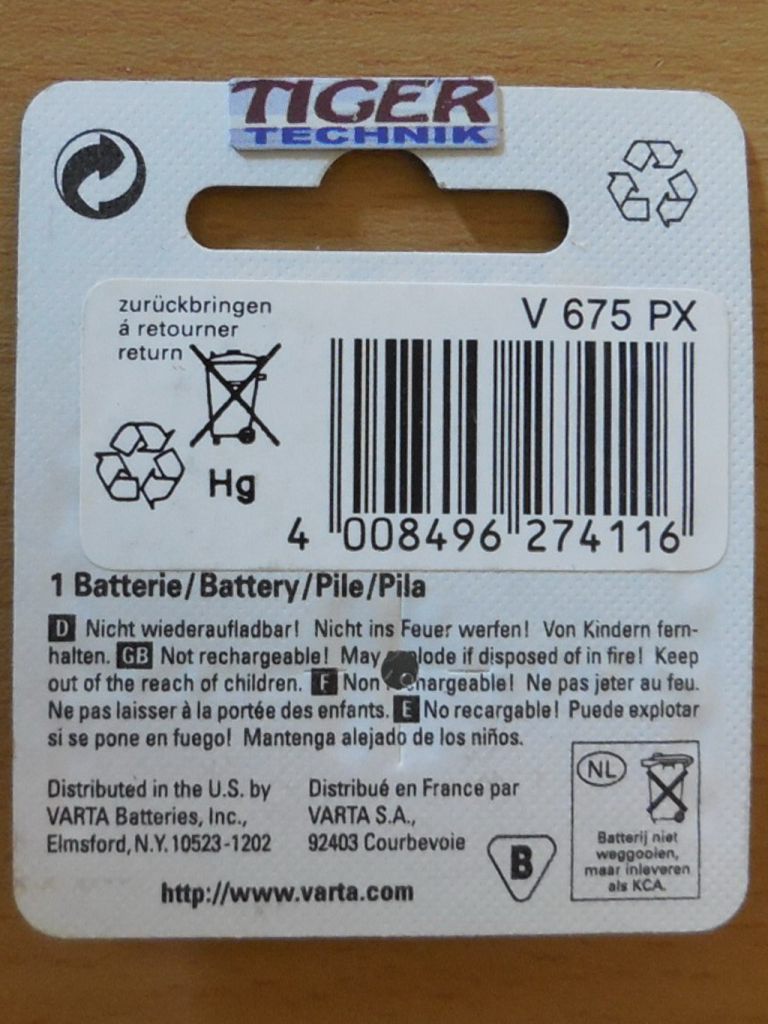 TIGER
TECHNIK
zurückbringen
á retourner
return
V 675 PX
Hg
4 008496 274116
1 Batterie/Battery/Pile/Pila
D Nicht wiederaufladbar! Nicht ins Feuer werfen! Von Kindern fern-
halten. GB Not rechargeable! May lode if disposed of in fire! Keep
out of the reach of children. F Non hargeable! Ne pas jeter au feu.
Ne pas laisser à la portée des enfants. E No recargable! Puede explotar
si se pone en fuego! Mantenga alejado de los niños.
Distributed in the U.S. by
VARTA Batteries, Inc.,
Elmsford, N.Y. 10523-1202
Distribué en France par
VARTA S.A.,
92403 Courbevoie
B
NL
Batterij niet
weggooien,
maar inleveren
als KCA.
http://www.varta.com